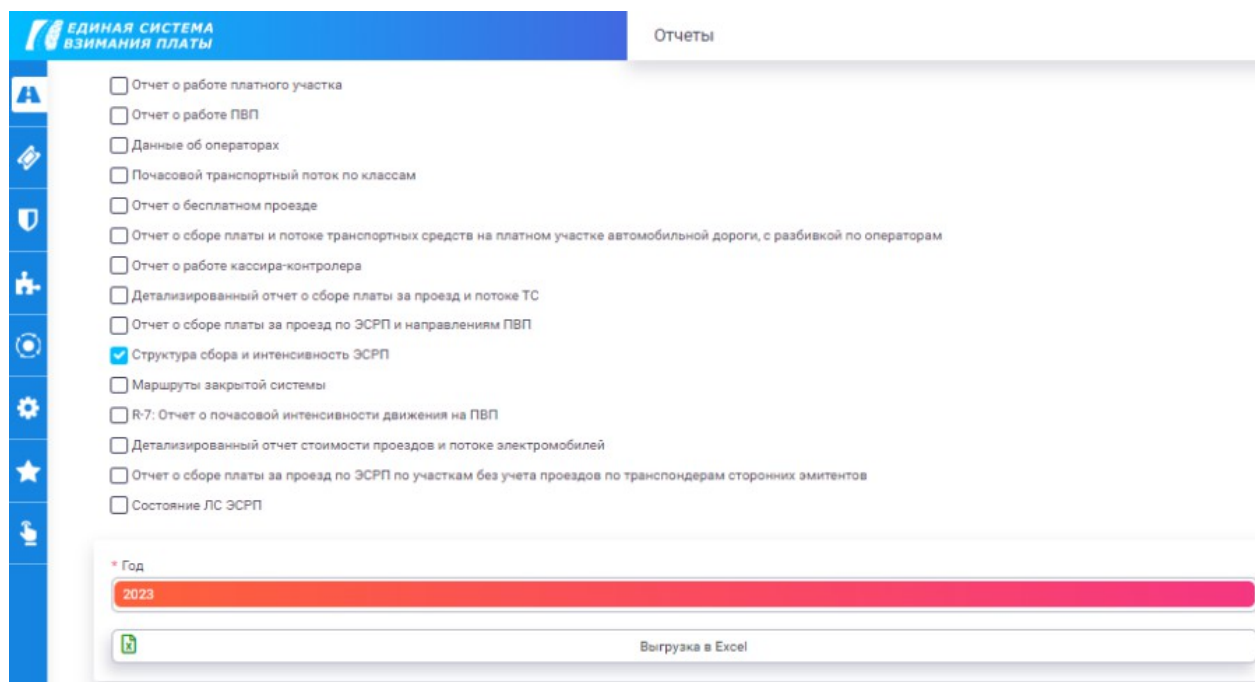 ЕДИНАЯ СИСТЕМА
ВЗИМАНИЯ ПЛАТЫ
Отчеты
Отчет о работе платного участка
Отчет о работе ПВП
Данные об операторах
Почасовой транспортный поток по классам
Отчет о бесплатном проезде
Отчет о сборе платы и потоке транспортных средств на платном участке автомобильной дороги, с разбивкой по операторам
Отчет о работе кассира-контролера
Детализированный отчет о сборе платы за проезд и потоке ТС
Отчет о сборе платы за проезд по ЭСРП и направлениям ПВП
Структура сбора и интенсивность ЭСРП
Маршруты закрытой системы
R-7: Отчет о почасовой интенсивности движения на ПВП
Детализированный отчет стоимости проездов и потоке электромобилей
Отчет о сборе платы за проезд по ЭСРП по участкам без учета проездов по транспондерам сторонних эмитентов
Состояние ЛС ЭСРП
* Год
2023
Выгрузка в Excel